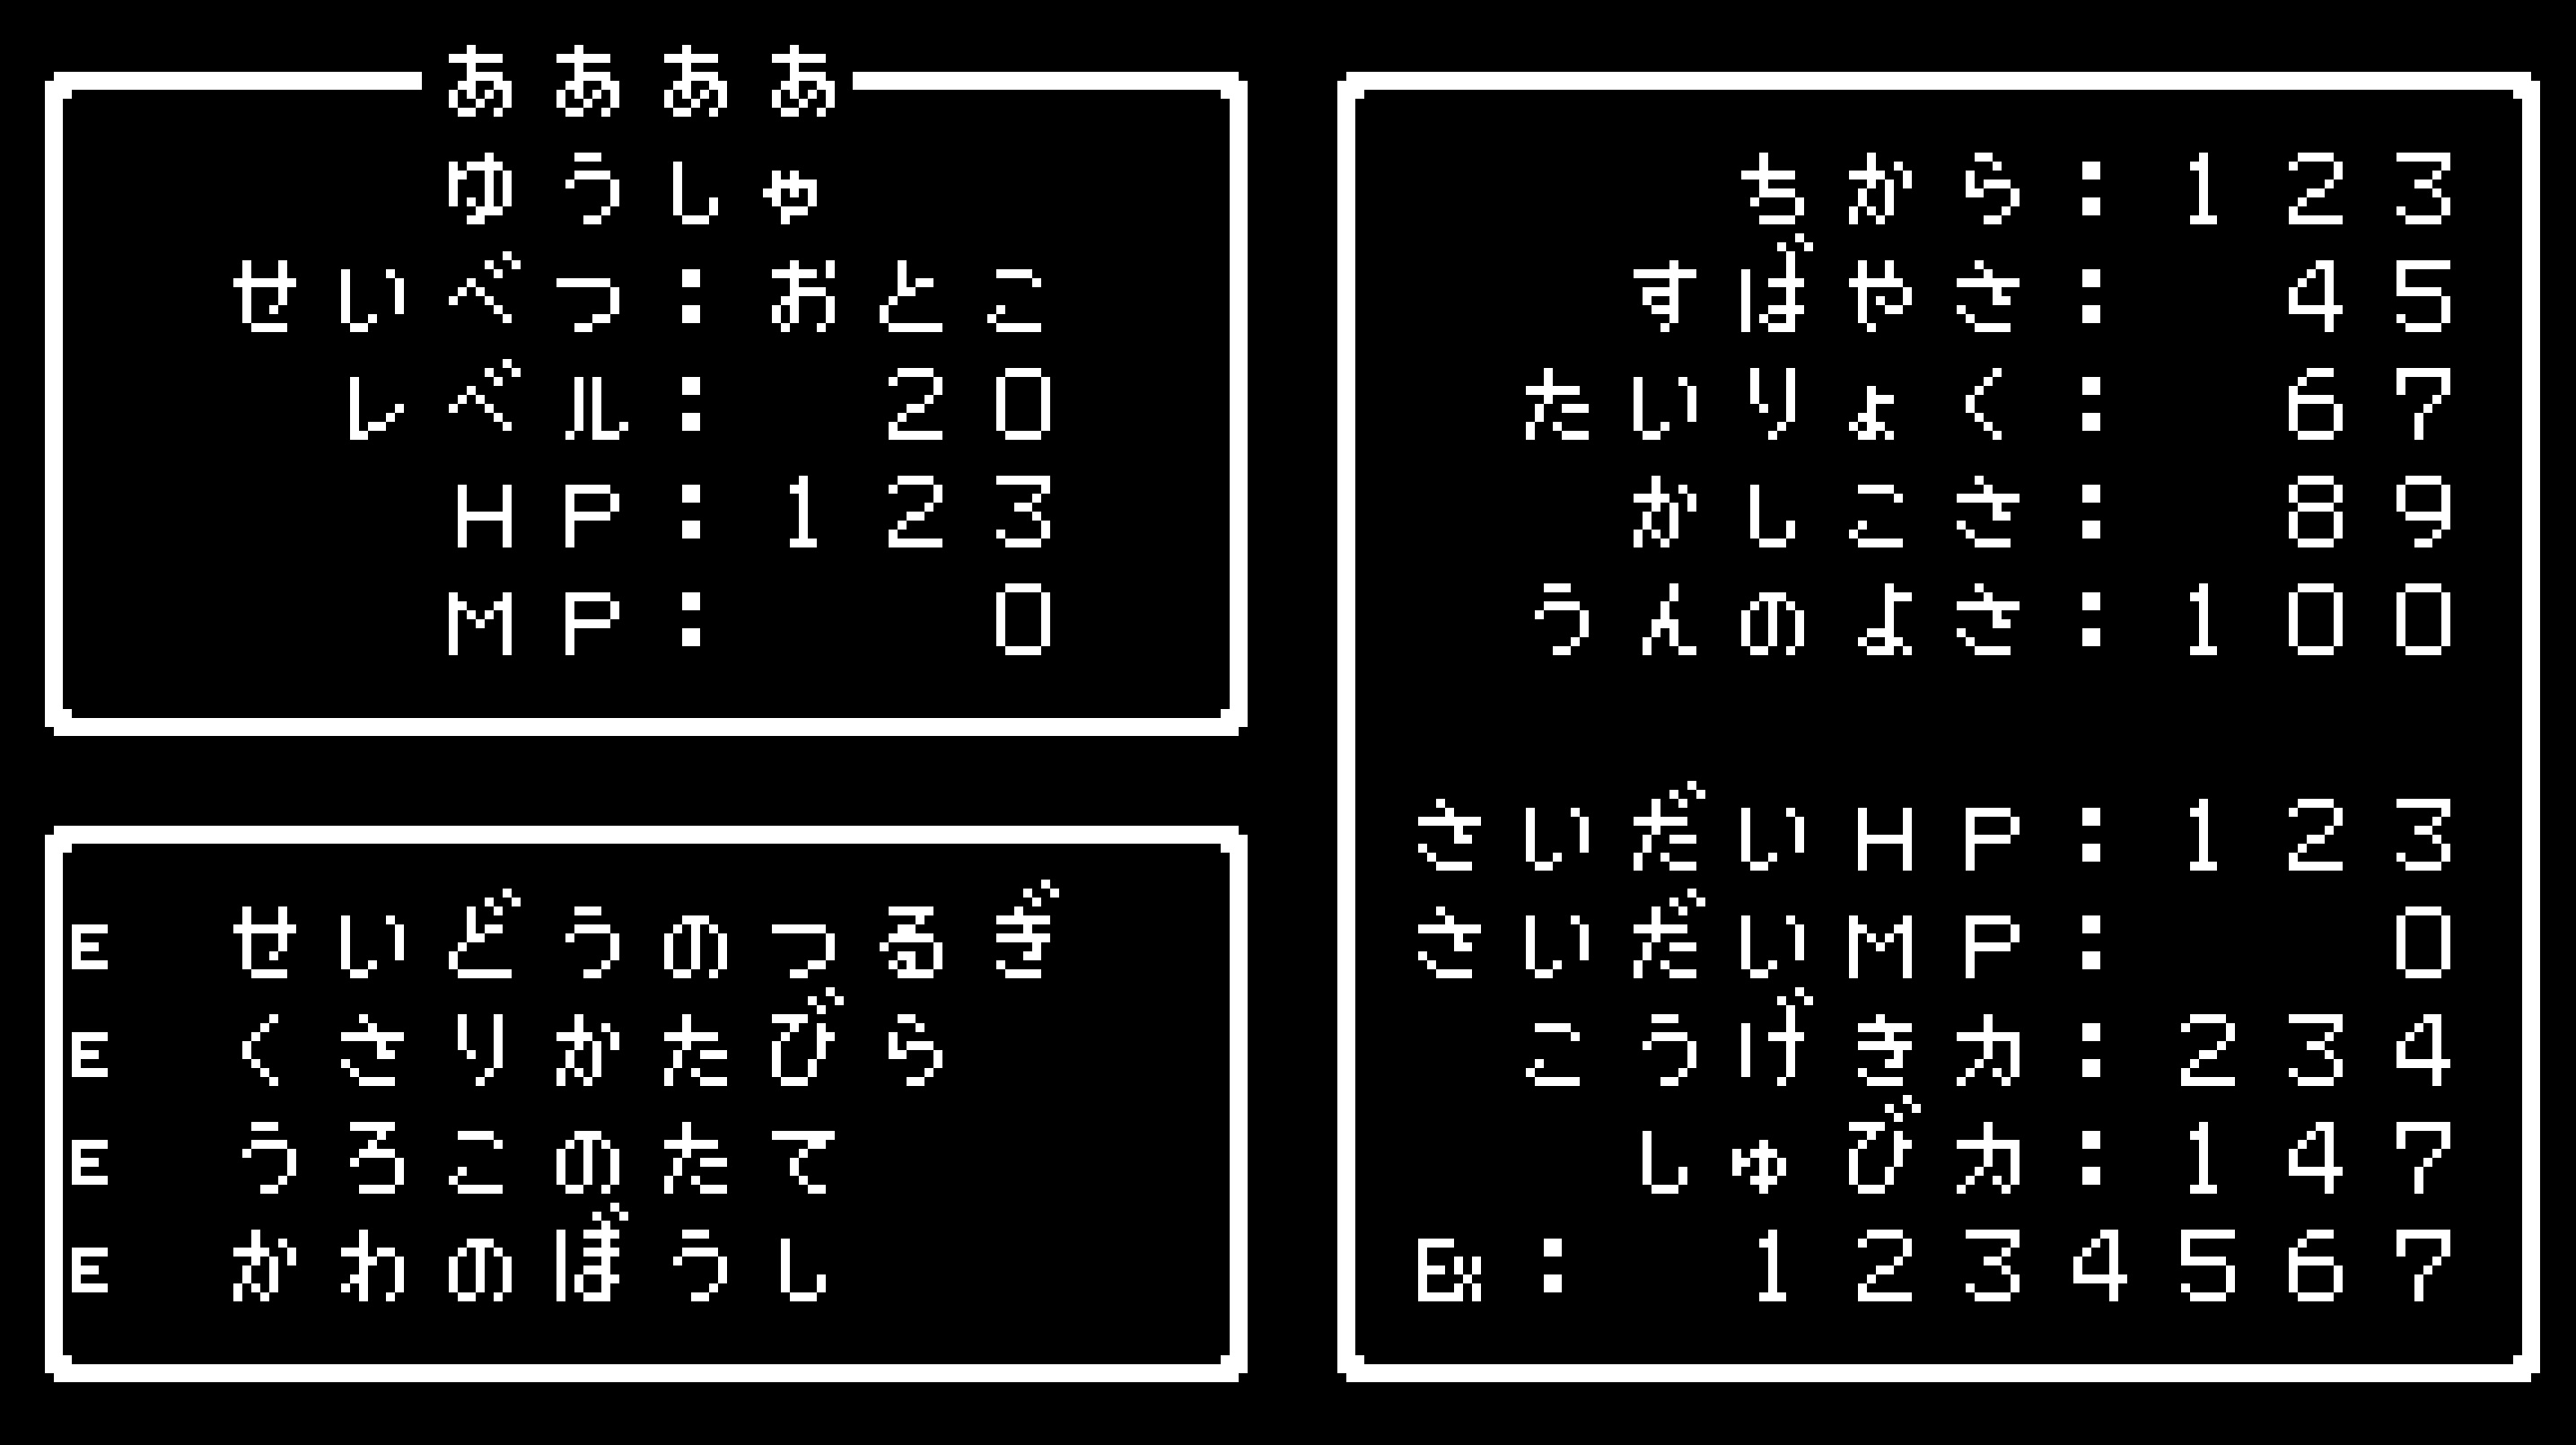 ああああ
ゆうしゃ
せいべつ:おとこ
レベル: 20
HP:123
MP: 0
E せいどうのつるぎ
E くさりかたびら
E うろこのたて
E かわのぼうし
ちから:123
すばやさ: 45
たいりょく: 67
かしこさ: 89
うんのよさ:100
さいだいHP:123
さいだいMP: 0
こうげき力:234
しゅび力:147
Ex: 1234567